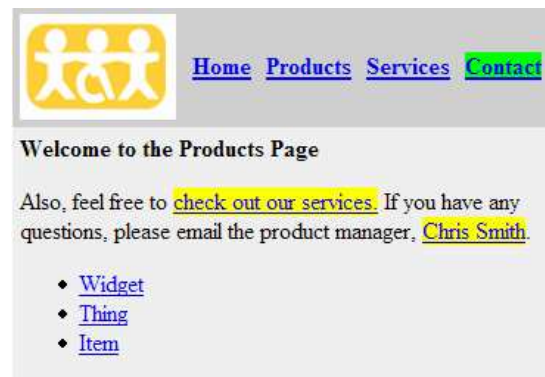 Home Products Services Contact
Welcome to the Products Page
Also, feel free to check out our services. If you have any
questions, please email the product manager, Chris Smith.
Widget
Thing
Item